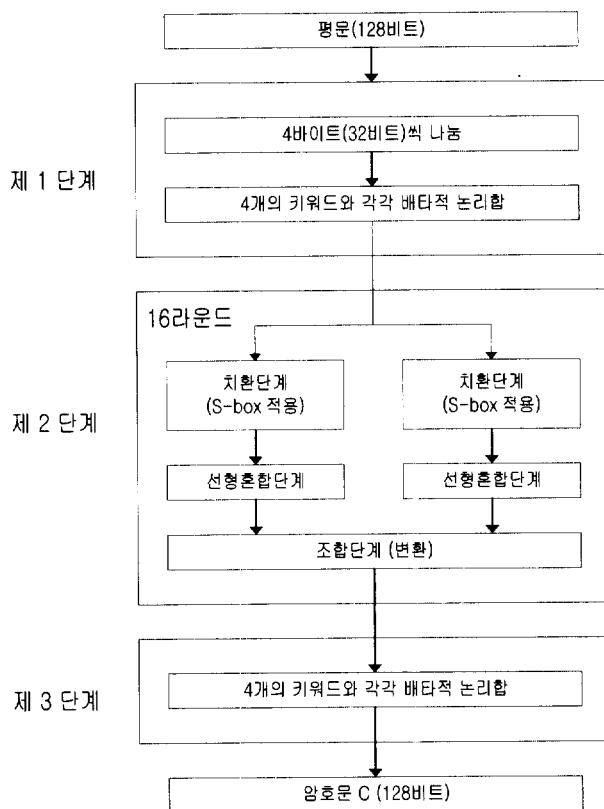 평문(128비트)
제 1 단계
4바이트(32비트)씩 나눔
4개의 키워드와 각각 배타적 논리합
제 2 단계
16라운드
치환단계
(S-box 적용)
치환단계
(S-box 적용)
선형혼합단계
선형혼합단계
조합단계 (변환)
제 3 단계
4개의 키워드와 각각 배타적 논리합
암호문 C (128비트)